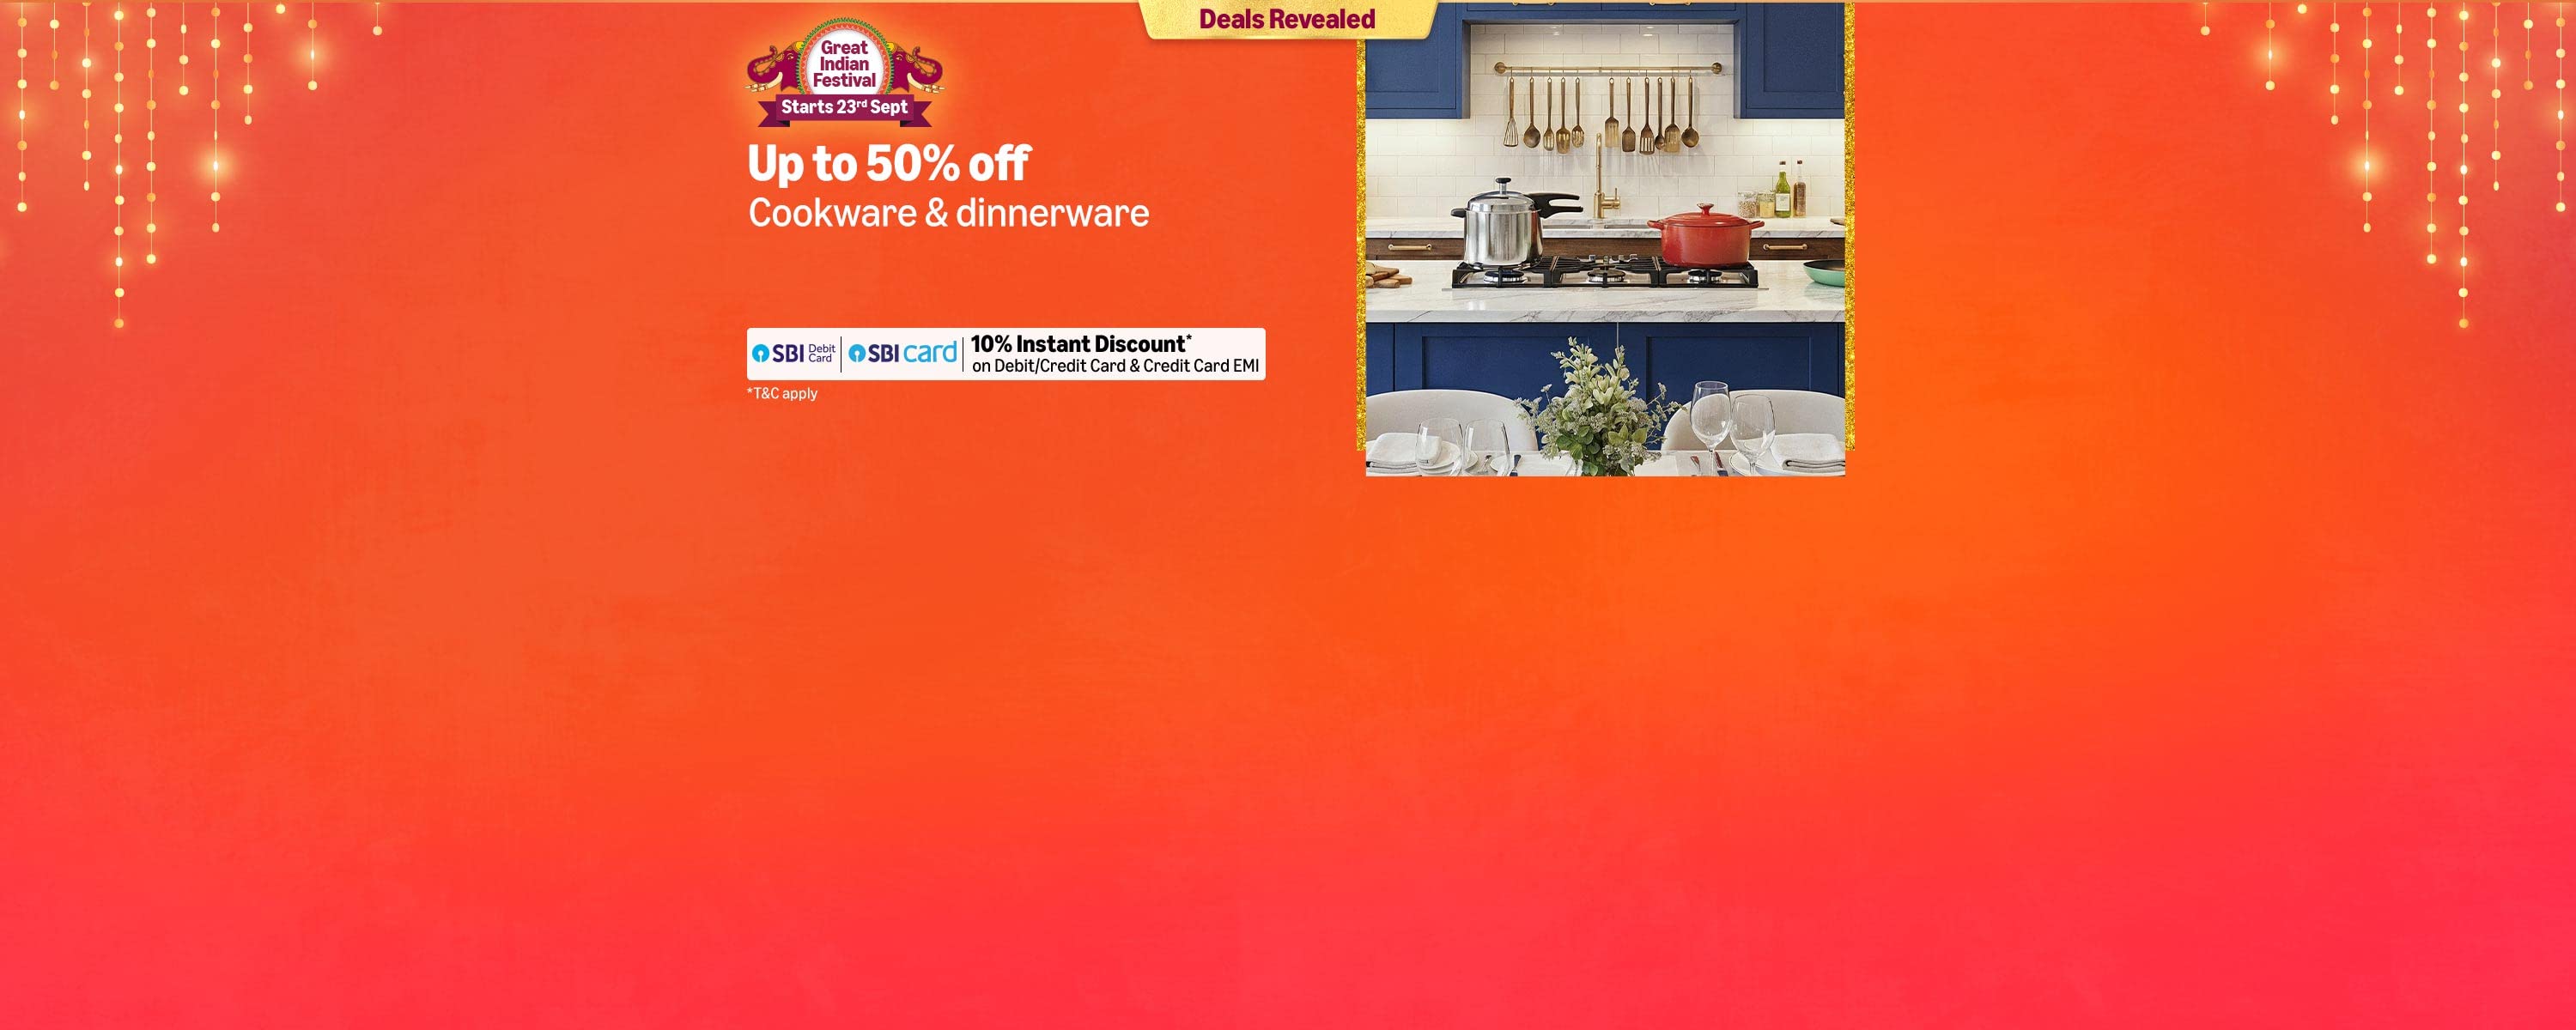 Deals Revealed
Great
Indian
Festival
Starts 23rd Sept
Up to 50% off
Cookware & dinnerware
SBI Debit Card | SBI card | 10% Instant Discount*
on Debit/Credit Card & Credit Card EMI
*T&C apply